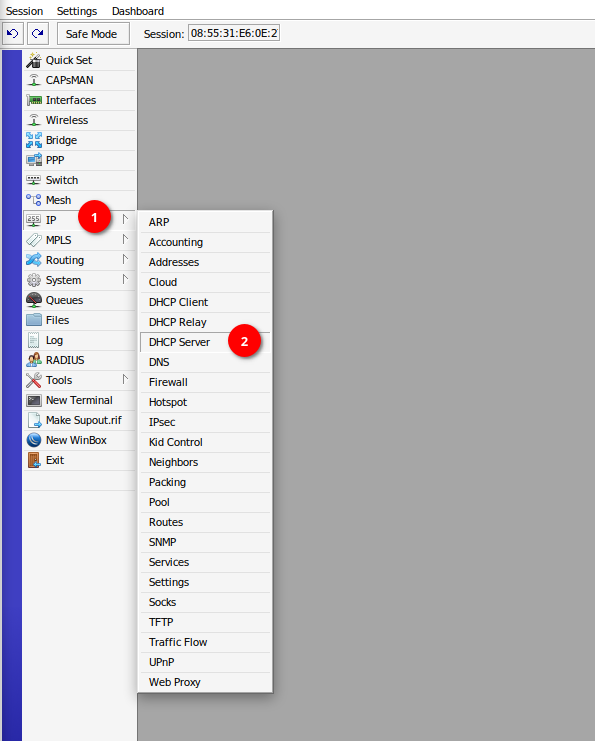 Session Settings Dashboard
Safe Mode Session: 08:55:31:E6:0E:2
Quick Set
CAPsMAN
Interfaces
Wireless
Bridge
PPP
Switch
Mesh
IP 1
MPLS
Routing
System
Queues
Files
Log
RADIUS
Tools
New Terminal
Make Supout.rif
New WinBox
Exit
ARP
Accounting
Addresses
Cloud
DHCP Client
DHCP Relay
DHCP Server 2
DNS
Firewall
Hotspot
IPsec
Kid Control
Neighbors
Packing
Pool
Routes
SNMP
Services
Settings
Socks
TFTP
Traffic Flow
UPnP
Web Proxy